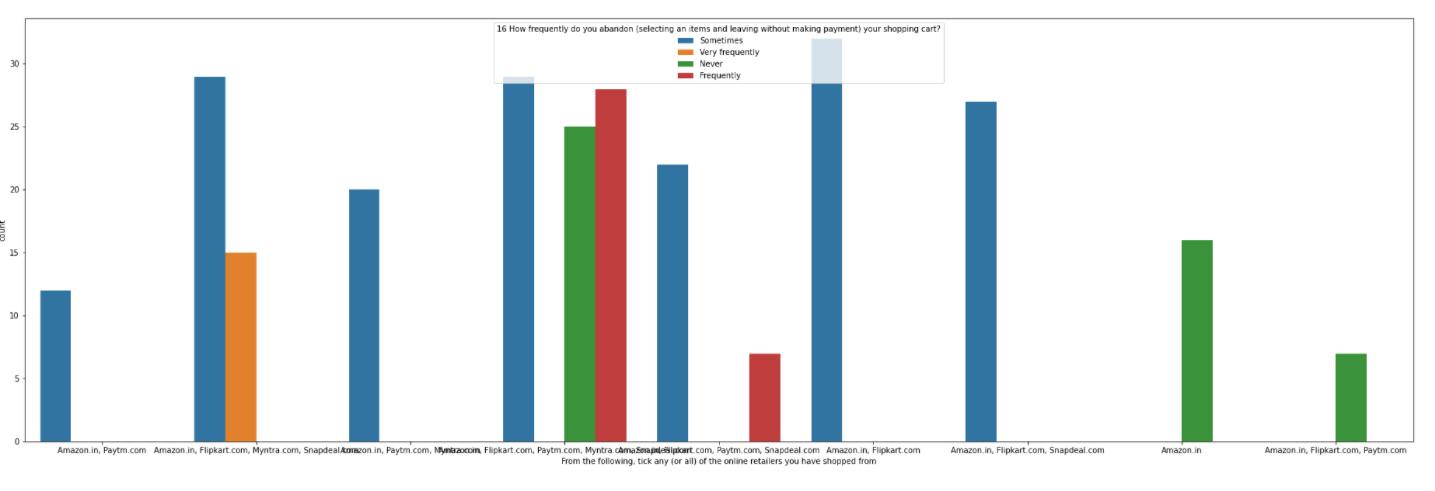 16 How frequently do you abandon (selecting an items and leaving without making payment) your shopping cart?
Sometimes
Very frequently
Never
Frequently
30
25
20
15
10
5
0
count
Amazon.in, Paytm.com
Amazon.in, Flipkart.com, Myntra.com, Snapdeal.com
Amazon.in, Paytm.com, Myntra.com
Amazon.in, Flipkart.com, Paytm.com, Myntra.com, Snapdeal.com
Amazon.in, Flipkart.com, Paytm.com, Snapdeal.com
Amazon.in, Flipkart.com
Amazon.in, Flipkart.com, Snapdeal.com
Amazon.in
Amazon.in, Flipkart.com, Paytm.com
From the following, tick any (or all) of the online retailers you have shopped from